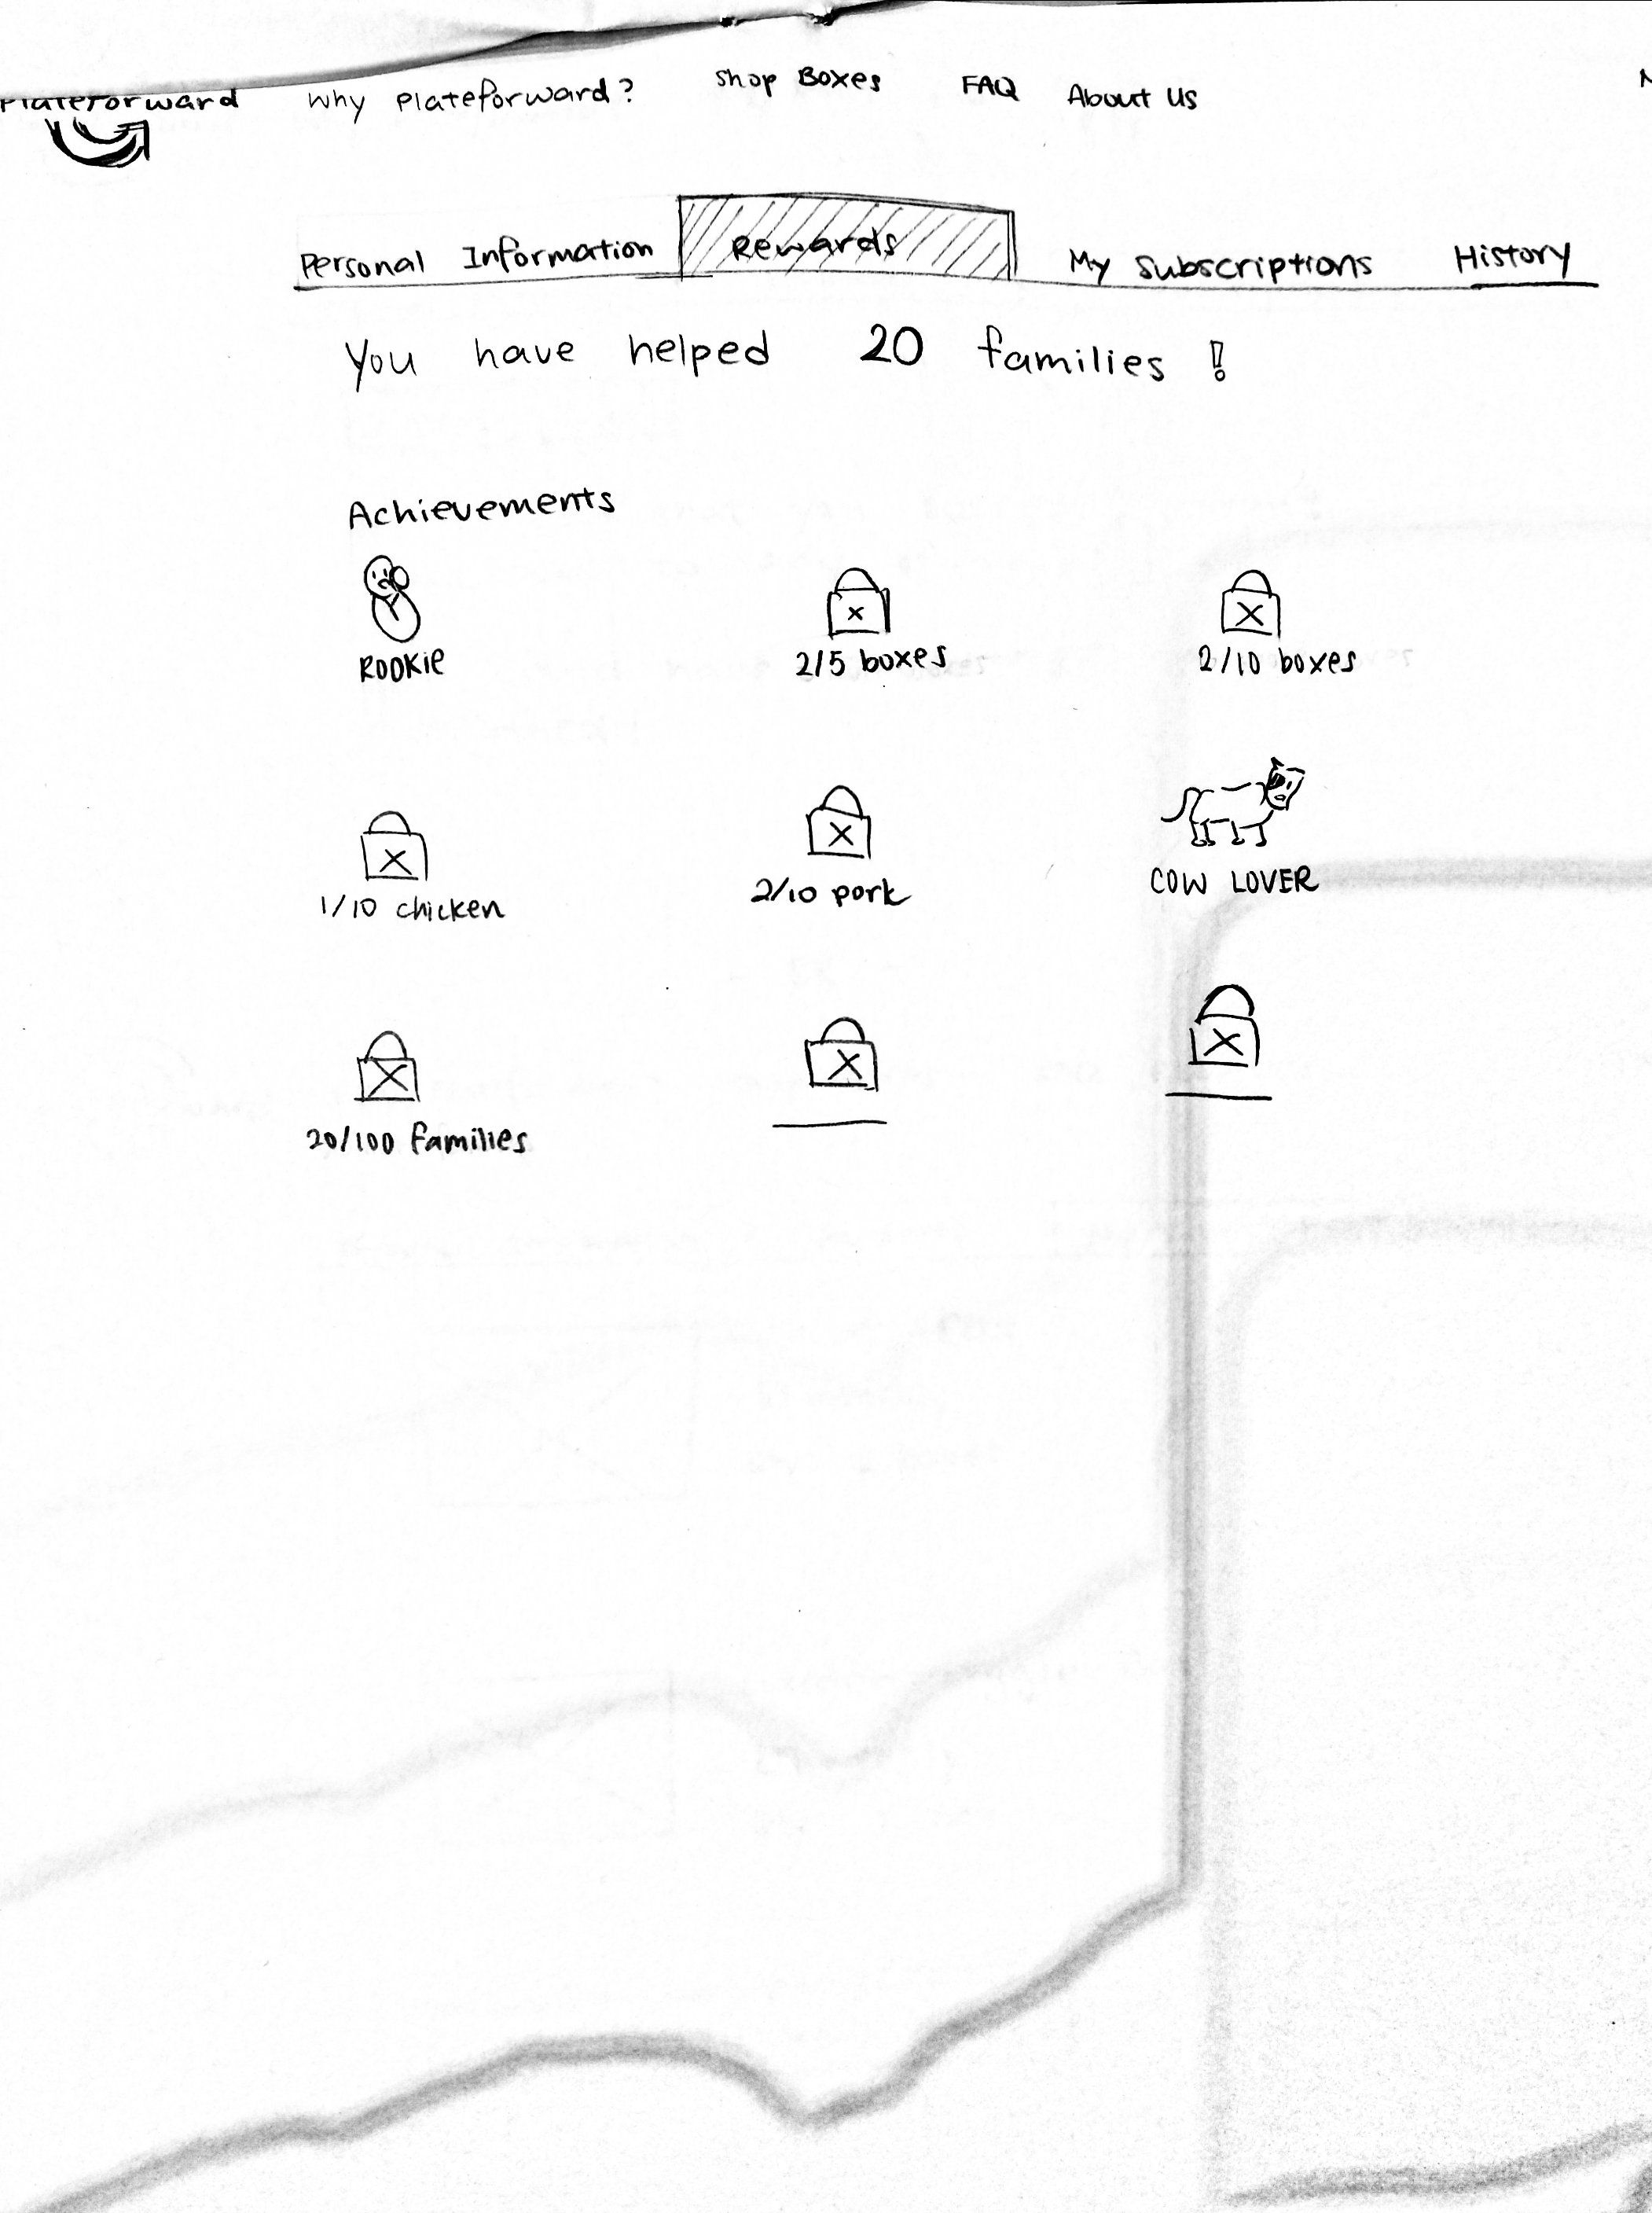 Plateforward Why Plateforward? Shop Boxes FAQ About Us
Personal Information Rewards My Subscriptions History
You have helped 20 families!
Achievements
ROOKIE 2/5 boxes 2/10 boxes
1/10 chicken 2/10 pork COW LOVER
20/100 families